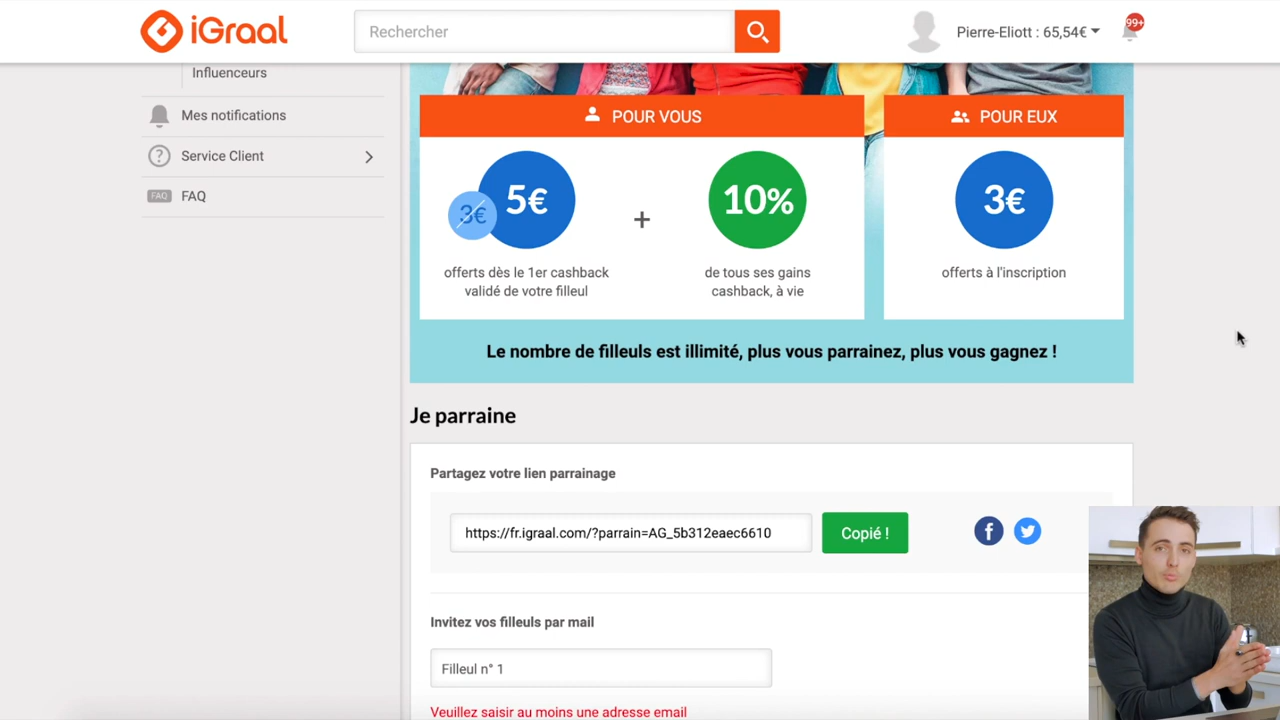 iGraal
Rechercher
Pierre-Eliott : 65,54€
99+
Influenceurs
Mes notifications
Service Client
FAQ
FAQ
POUR VOUS
3€
5€
+
10%
offerts dès le 1er cashback
validé de votre filleul
de tous ses gains
cashback, à vie
POUR EUX
3€
offerts à l'inscription
Le nombre de filleuls est illimité, plus vous parrainez, plus vous gagnez !
Je parraine
Partagez votre lien parrainage
https://fr.igraal.com/?parrain=AG_5b312eaec6610
Copié !
Invitez vos filleuls par mail
Filleul n° 1
Veuillez saisir au moins une adresse email